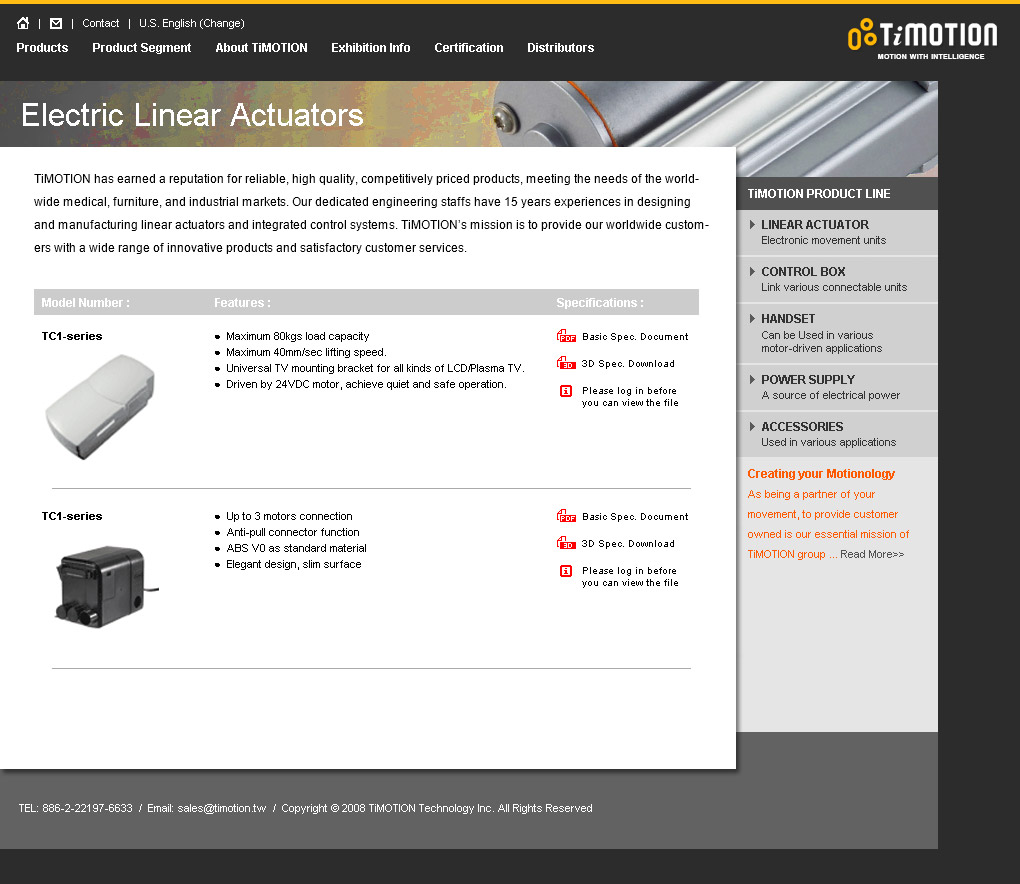 | | Contact | U.S. English (Change)
Products Product Segment About TiMOTION Exhibition Info Certification Distributors
TiMOTION
MOTION WITH INTELLIGENCE
Electric Linear Actuators
TiMOTION has earned a reputation for reliable, high quality, competitively priced products, meeting the needs of the world-
wide medical, furniture, and industrial markets. Our dedicated engineering staffs have 15 years experiences in designing
and manufacturing linear actuators and integrated control systems. TiMOTION's mission is to provide our worldwide custom-
ers with a wide range of innovative products and satisfactory customer services.
Model Number : Features : Specifications :
TC1-series
• Maximum 80kgs load capacity
• Maximum 40mm/sec lifting speed.
• Universal TV mounting bracket for all kinds of LCD/Plasma TV.
• Driven by 24VDC motor, achieve quiet and safe operation.
PDF Basic Spec. Document
3D 3D Spec. Download
Please log in before
you can view the file
TC1-series
• Up to 3 motors connection
• Anti-pull connector function
• ABS V0 as standard material
• Elegant design, slim surface
PDF Basic Spec. Document
3D 3D Spec. Download
Please log in before
you can view the file
TiMOTION PRODUCT LINE
LINEAR ACTUATOR
Electronic movement units
CONTROL BOX
Link various connectable units
HANDSET
Can be Used in various
motor-driven applications
POWER SUPPLY
A source of electrical power
ACCESSORIES
Used in various applications
Creating your Motionology
As being a partner of your
movement, to provide customer
owned is our essential mission of
TiMOTION group ... Read More>>
TEL: 886-2-22197-6633 / Email: sales@timotion.tw / Copyright © 2008 TiMOTION Technology Inc. All Rights Reserved